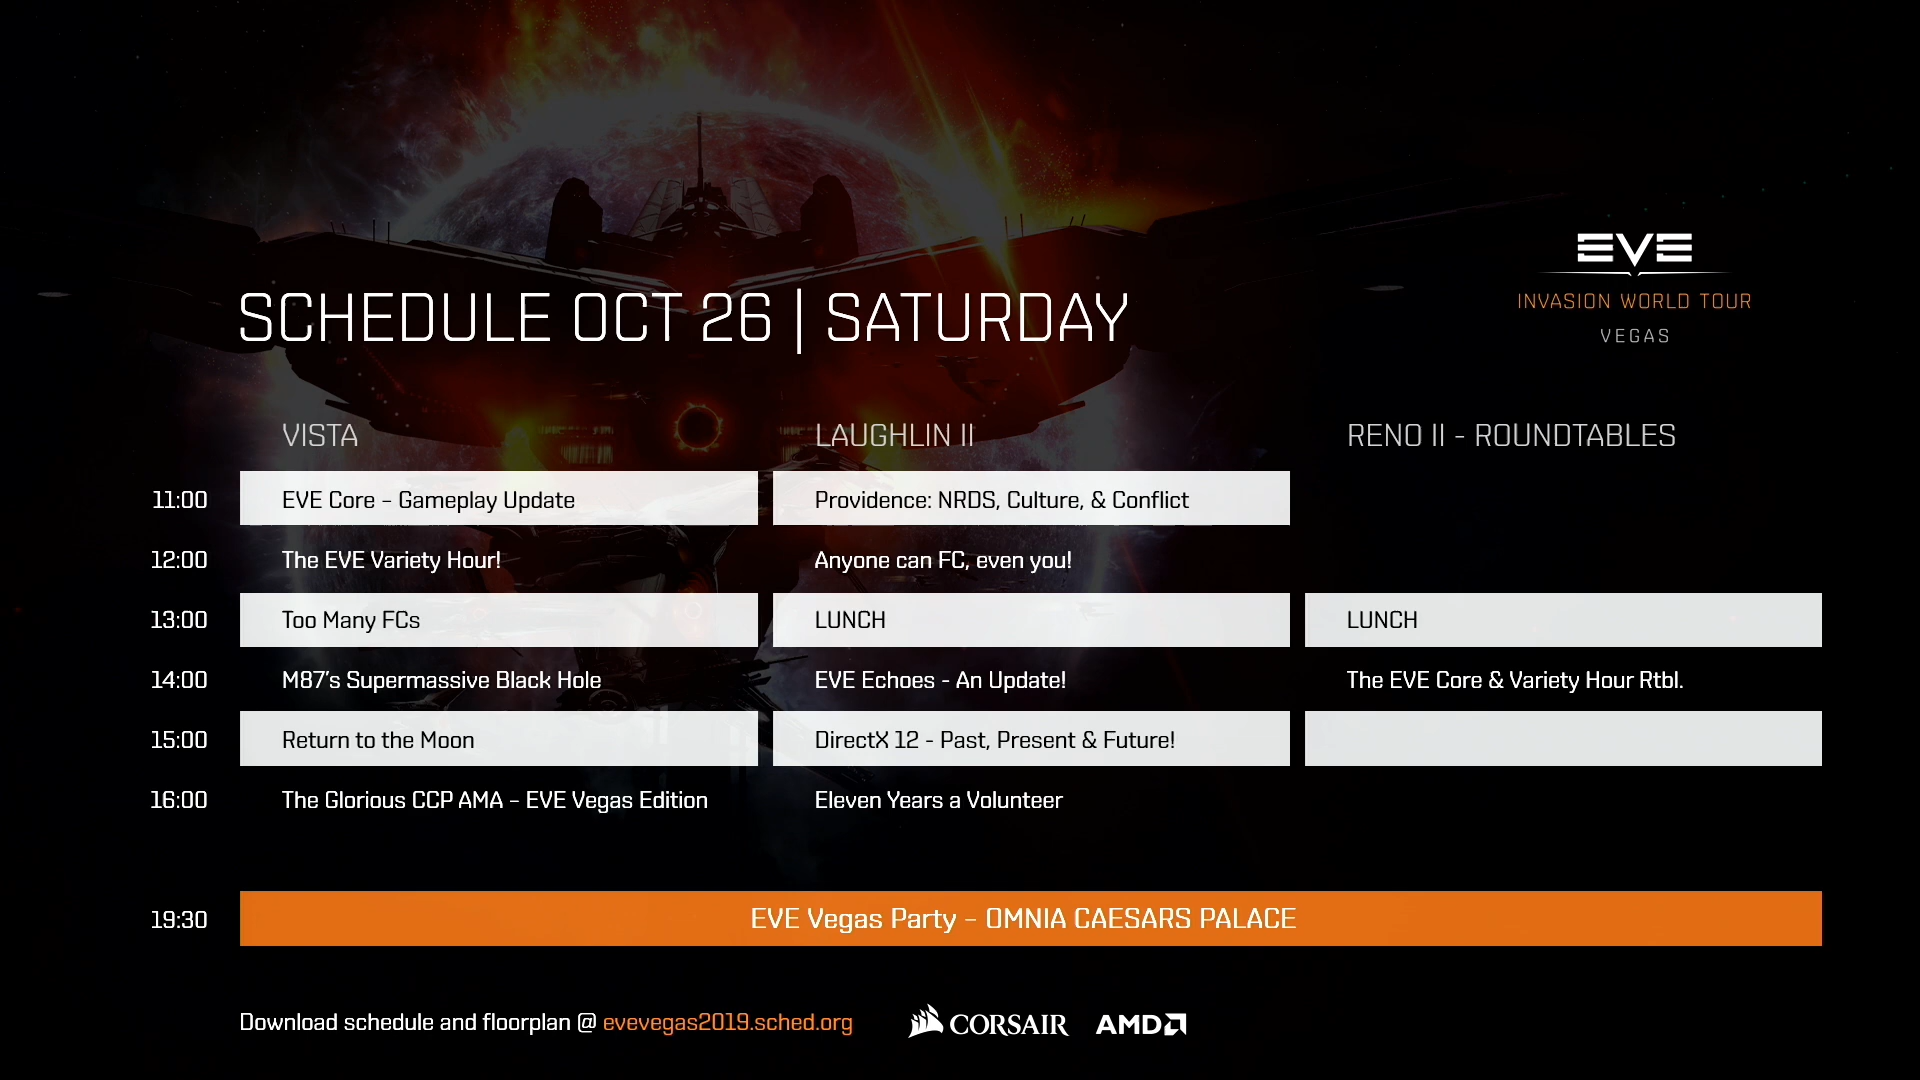 EVE
INVASION WORLD TOUR
VEGAS
SCHEDULE OCT 26 | SATURDAY
VISTA LAUGHLIN II RENO II - ROUNDTABLES
11:00 EVE Core – Gameplay Update Providence: NRDS, Culture, & Conflict
12:00 The EVE Variety Hour! Anyone can FC, even you!
13:00 Too Many FCs LUNCH LUNCH
14:00 M87's Supermassive Black Hole EVE Echoes - An Update! The EVE Core & Variety Hour Rtbl.
15:00 Return to the Moon DirectX 12 - Past, Present & Future!
16:00 The Glorious CCP AMA – EVE Vegas Edition Eleven Years a Volunteer
19:30 EVE Vegas Party – OMNIA CAESARS PALACE
Download schedule and floorplan @ evevegas2019.sched.org CORSAIR AMD